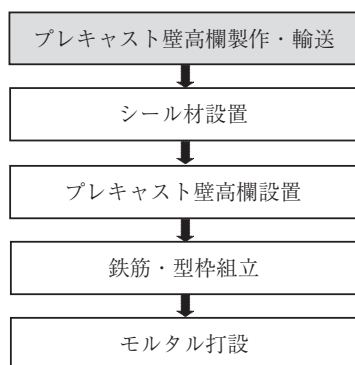 プレキャスト壁高欄製作・輸送
シール材設置
プレキャスト壁高欄設置
鉄筋・型枠組立
モルタル打設